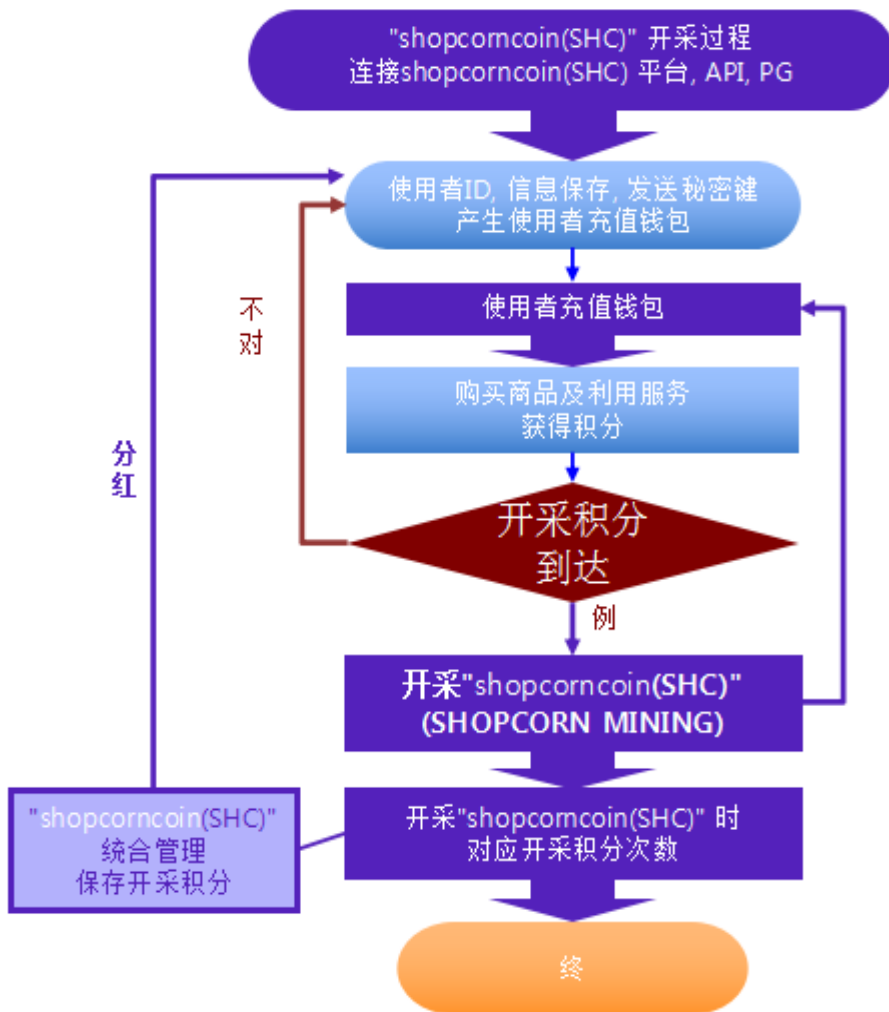 "shopcorncoin(SHC)" 开采过程
连接shopcorncoin(SHC) 平台, API, PG
使用者ID, 信息保存, 发送秘密键
产生使用者充值钱包
不
对
使用者充值钱包
购买商品及利用服务
获得积分
分
红
开采积分
到达
例
开采"shopcorncoin(SHC)"
(SHOPCORN MINING)
"shopcorncoin(SHC)"
统合管理
保存开采积分
开采"shopcorncoin(SHC)" 时
对应开采积分次数
终